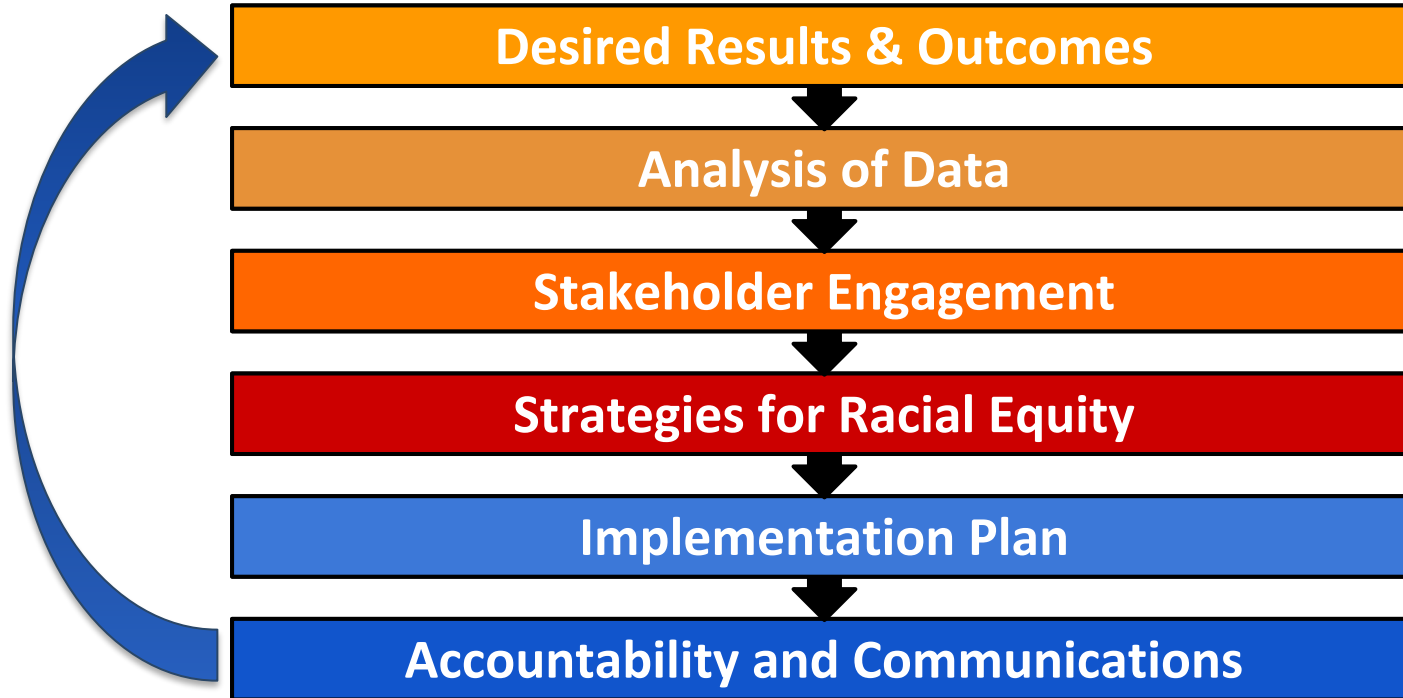 Desired Results & Outcomes
Analysis of Data
Stakeholder Engagement
Strategies for Racial Equity
Implementation Plan
Accountability and Communications